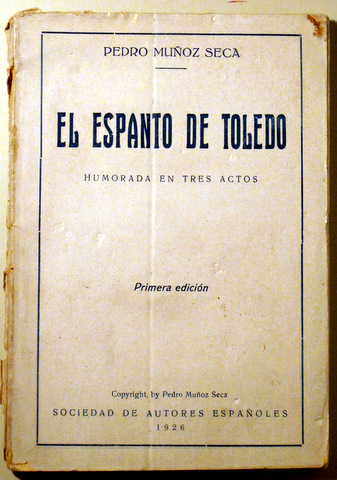 PEDRO MUÑOZ SECA
EL ESPANTO DE TOLEDO
HUMORADA EN TRES ACTOS
Primera edición
Copyright, by Pedro Muñoz Seca
SOCIEDAD DE AUTORES ESPAÑOLES
1926